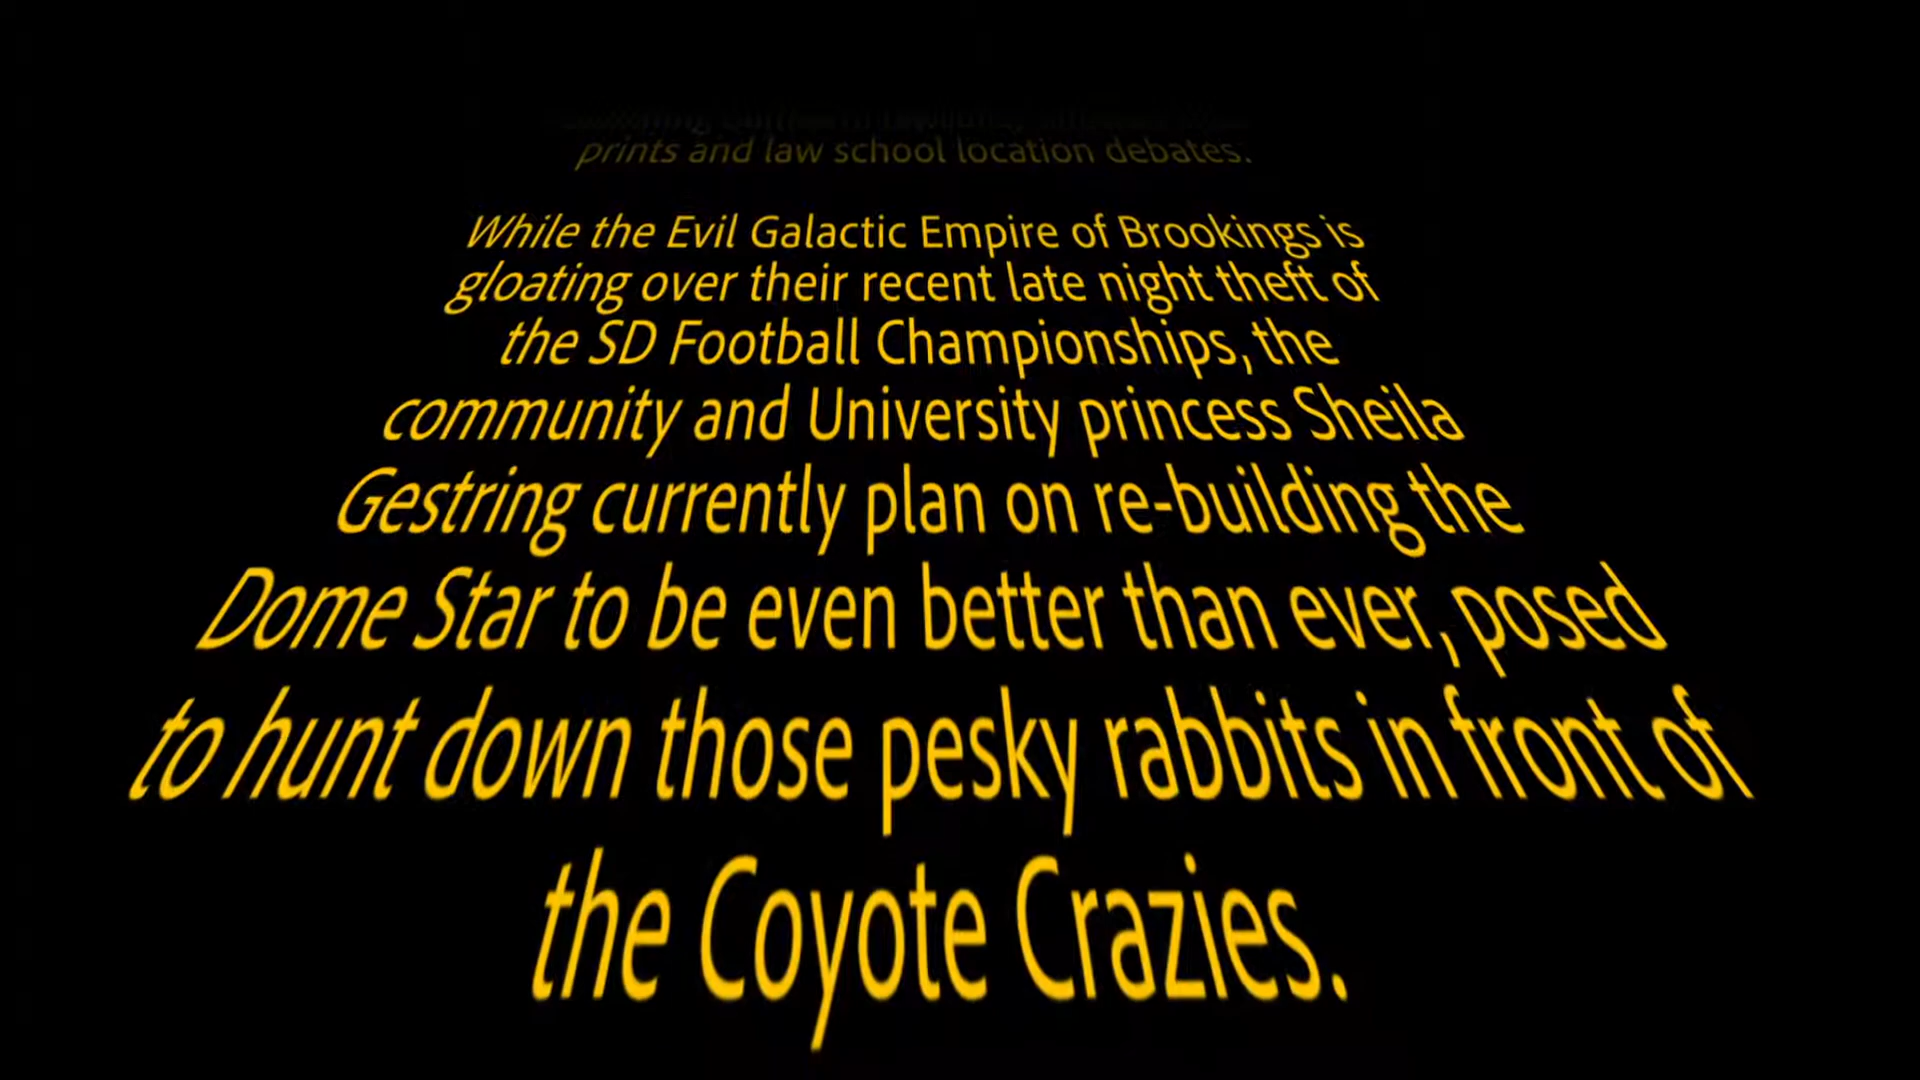 prints and law school location debates.
While the Evil Galactic Empire of Brookings is
gloating over their recent late night theft of
the SD Football Championships, the
community and University princess Sheila
Gestring currently plan on re-building the
Dome Star to be even better than ever, posed
to hunt down those pesky rabbits in front of
the Coyote Crazies.